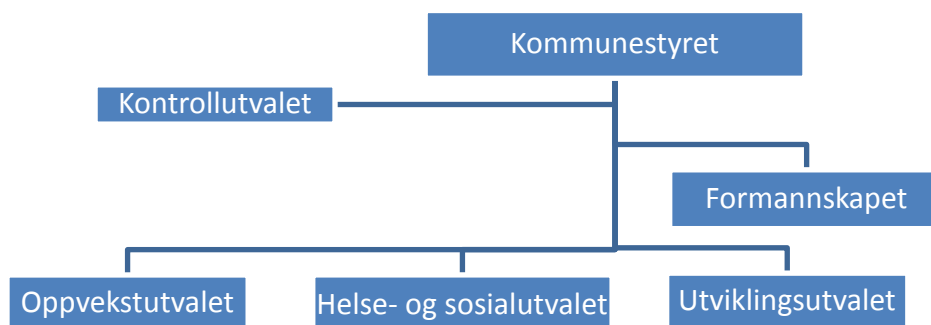 Kommunestyret
Kontrollutvalet
Formannskapet
Oppvekstutvalet
Helse- og sosialutvalet
Utviklingsutvalet